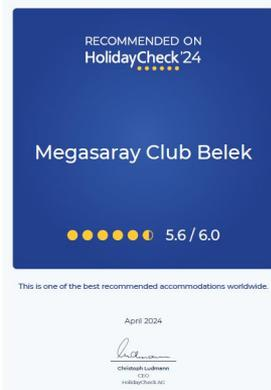 RECOMMENDED ON
HolidayCheck'24
Megasaray Club Belek
5.6 / 6.0
This is one of the best recommended accommodations worldwide.
April 2024
Christoph Ludmann
CEO
HolidayCheck AG